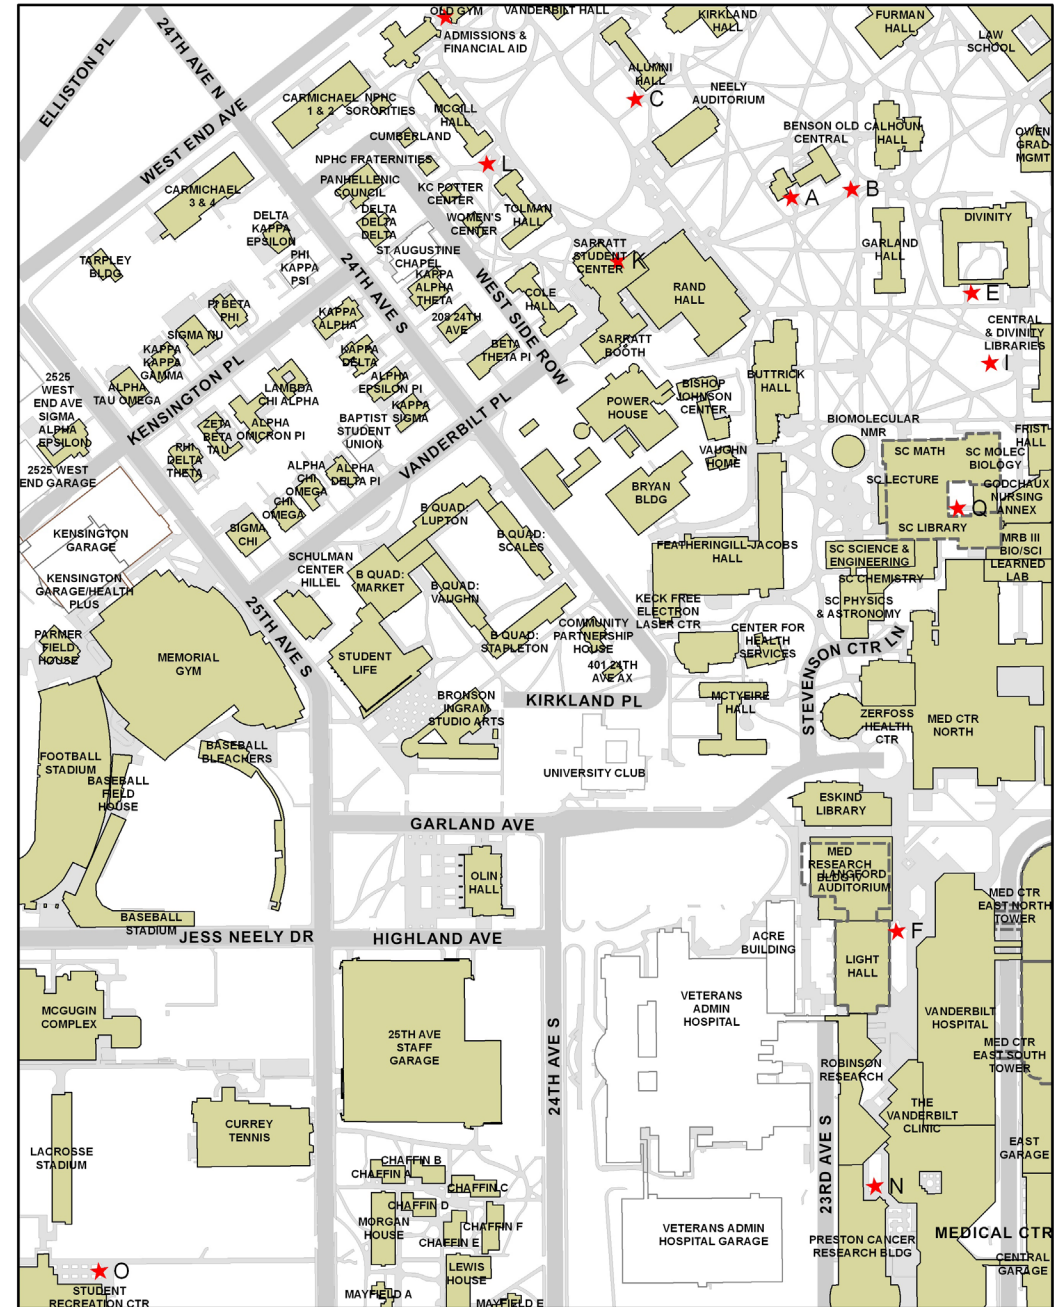 OLD GYM
VANDERBILT HALL
KIRKLAND
HALL
FURMAN
HALL
LAW
SCHOOL
ADMISSIONS &
FINANCIAL AID
ELLISTON PL
24TH AVE N
WEST END AVE
ALUMNI
HALL
C
NEELY
AUDITORIUM
CARMICHAEL
1 & 2
NPHC
SORORITIES
MCGILL
HALL
CUMBERLAND
BENSON OLD
CENTRAL
CALHOUN
HALL
OWEN
GRAD
MGMT
NPHC FRATERNITIES
L
PANHELLENIC
COUNCIL
KC POTTER
CENTER
CARMICHAEL
3 & 4
A
B
DELTA
DELTA
DELTA
WOMEN'S
CENTER
TOLMAN
HALL
DIVINITY
DELTA
KAPPA
EPSILON
GARLAND
HALL
SARRATT
STUDENT
CENTER
K
ST AUGUSTINE
CHAPEL
TARPLEY
BLDG
PHI
KAPPA
PSI
24TH AVE S
KAPPA
ALPHA
THETA
WEST SIDE ROW
COLE
HALL
RAND
HALL
E
PI BETA
PHI
KAPPA
ALPHA
208 24TH
AVE
CENTRAL
& DIVINITY
LIBRARIES
SIGMA NU
BETA
THETA PI
SARRATT
BOOTH
KAPPA
KAPPA
GAMMA
KAPPA
DELTA
I
BUTTRICK
HALL
2525
WEST
END AVE
SIGMA
ALPHA
EPSILON
ALPHA
TAU OMEGA
KENSINGTON PL
LAMBDA
CHI ALPHA
ALPHA
EPSILON PI
BISHOP
JOHNSON
CENTER
POWER
HOUSE
KAPPA
SIGMA
VANDERBILT PL
ZETA
BETA
TAU
ALPHA
OMICRON PI
BAPTIST
STUDENT
UNION
BIOMOLECULAR
NMR
FRIST
HALL
PHI
DELTA
THETA
VAUGHN
HOME
SC MATH
SC MOLEC
BIOLOGY
2525 WEST
END GARAGE
ALPHA
CHI
OMEGA
ALPHA
DELTA PI
SC LECTURE
BRYAN
BLDG
GODCHAUX
NURSING
ANNEX
Q
CHI
OMEGA
B QUAD:
LUPTON
SIGMA
CHI
SC LIBRARY
KENSINGTON
GARAGE
B QUAD:
SCALES
MRB III
BIO/SCI
FEATHERINGILL-JACOBS
HALL
SC SCIENCE &
ENGINEERING
SCHULMAN
CENTER
HILLEL
LEARNED
LAB
KENSINGTON
GARAGE/HEALTH
PLUS
B QUAD:
MARKET
B QUAD:
VAUGHN
SC CHEMISTRY
KECK FREE
ELECTRON
LASER CTR
SC PHYSICS
& ASTRONOMY
25TH AVE S
PARMER
FIELD
HOUSE
COMMUNITY
PARTNERSHIP
HOUSE
CENTER FOR
HEALTH
SERVICES
B QUAD:
STAPLETON
MEMORIAL
GYM
STUDENT
LIFE
401 24TH
AVE AX
STEVENSON CTR LN
BRONSON
INGRAM
STUDIO ARTS
KIRKLAND PL
MCTYEIRE
HALL
ZERFOSS
HEALTH
CTR
MED CTR
NORTH
BASEBALL
BLEACHERS
FOOTBALL
STADIUM
UNIVERSITY CLUB
BASEBALL
FIELD
HOUSE
ESKIND
LIBRARY
GARLAND AVE
MED
RESEARCH
BLDG IV
LANGFORD
AUDITORIUM
OLIN
HALL
MED CTR
EAST NORTH
TOWER
BASEBALL
STADIUM
JESS NEELY DR
HIGHLAND AVE
ACRE
BUILDING
F
LIGHT
HALL
MCGUGIN
COMPLEX
VETERANS
ADMIN
HOSPITAL
VANDERBILT
HOSPITAL
25TH AVE
STAFF
GARAGE
MED CTR
EAST SOUTH
TOWER
24TH AVE S
ROBINSON
RESEARCH
THE
VANDERBILT
CLINIC
CURREY
TENNIS
23RD AVE S
LACROSSE
STADIUM
EAST
GARAGE
CHAFFIN B
CHAFFIN A
CHAFFIN C
N
CHAFFIN D
MORGAN
HOUSE
CHAFFIN F
CHAFFIN E
VETERANS ADMIN
HOSPITAL GARAGE
MEDICAL CTR
PRESTON CANCER
RESEARCH BLDG
CENTRAL
GARAGE
O
LEWIS
HOUSE
STUDENT
RECREATION CTR
MAYFIELD A
MAYFIELD E